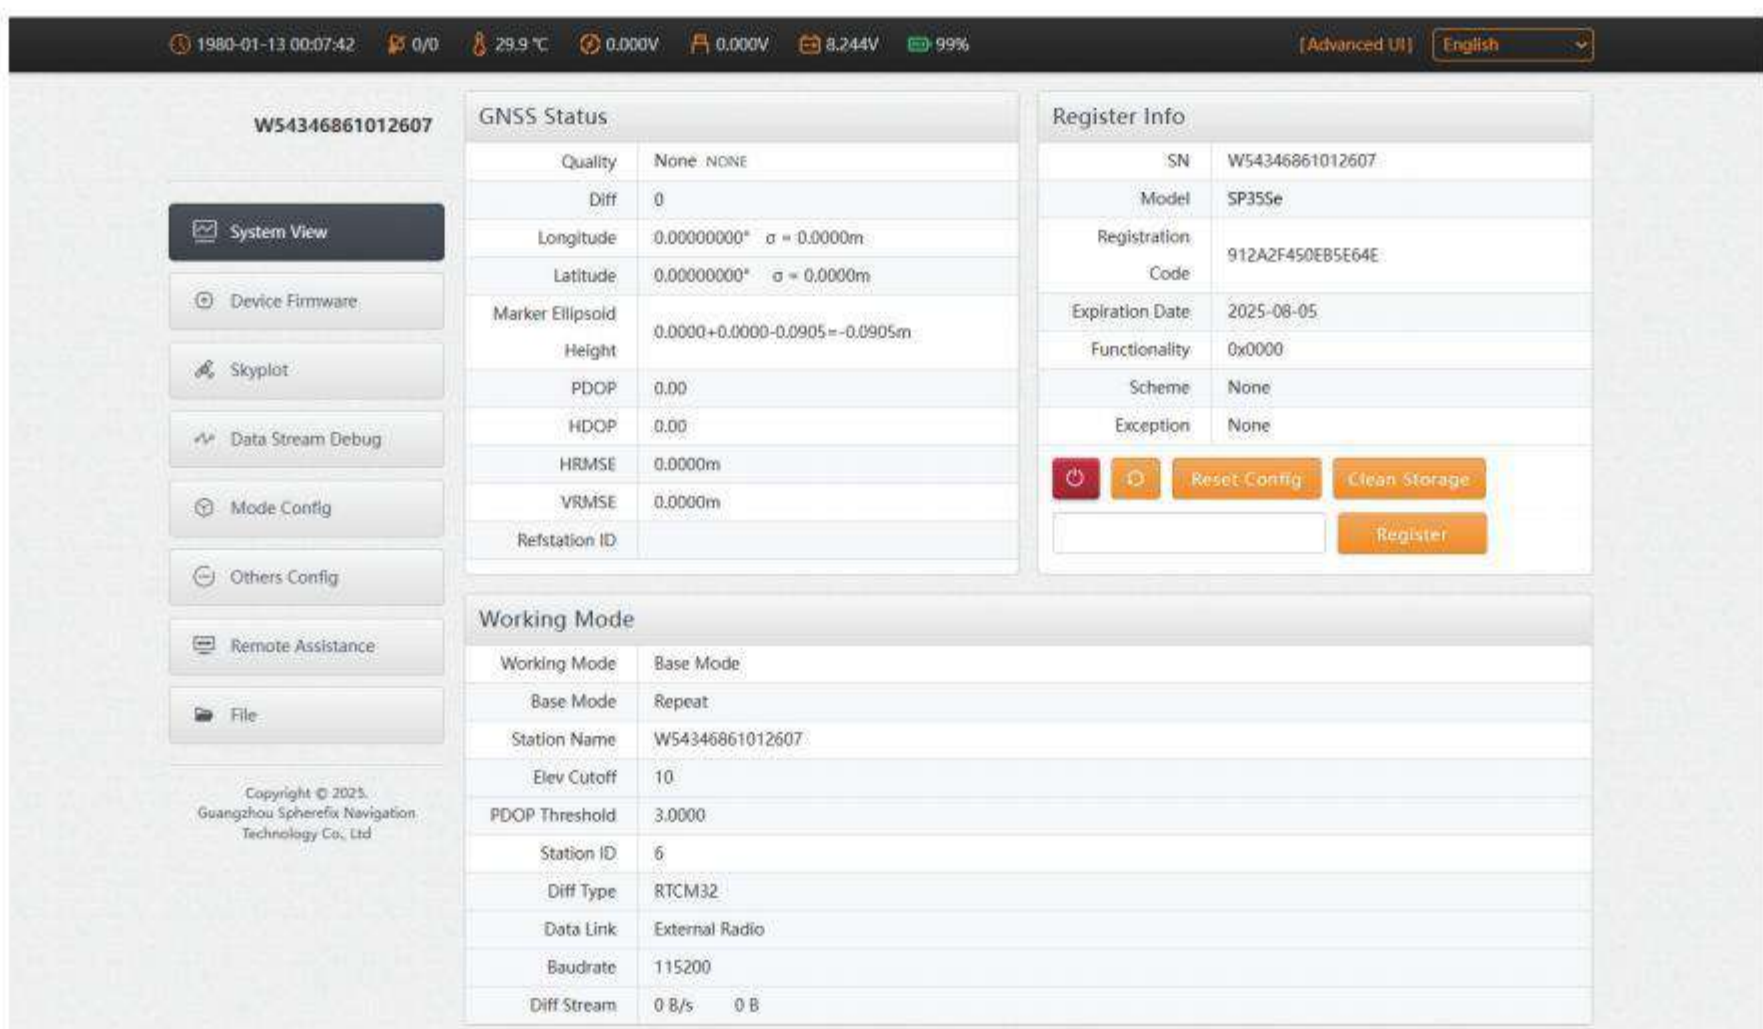 1980-01-13 00:07:42 0/0 29.9 ℃ 0.000V 0.000V 8.244V 99% [Advanced UI] English
W54346861012607
System View
Device Firmware
Skyplot
Data Stream Debug
Mode Config
Others Config
Remote Assistance
File
Copyright © 2025.
Guangzhou Spherefix Navigation
Technology Co., Ltd
GNSS Status
Quality None NONE
Diff 0
Longitude 0.00000000° σ = 0.0000m
Latitude 0.00000000° σ = 0.0000m
Marker Ellipsoid
Height 0.0000+0.0000-0.0905=-0.0905m
PDOP 0.00
HDOP 0.00
HRMSE 0.0000m
VRMSE 0.0000m
Refstation ID
Register Info
SN W54346861012607
Model SP35Se
Registration
Code 912A2F450EB5E64E
Expiration Date 2025-08-05
Functionality 0x0000
Scheme None
Exception None
Reset Config Clean Storage
Register
Working Mode
Working Mode Base Mode
Base Mode Repeat
Station Name W54346861012607
Elev Cutoff 10
PDOP Threshold 3.0000
Station ID 6
Diff Type RTCM32
Data Link External Radio
Baudrate 115200
Diff Stream 0 B/s 0 B